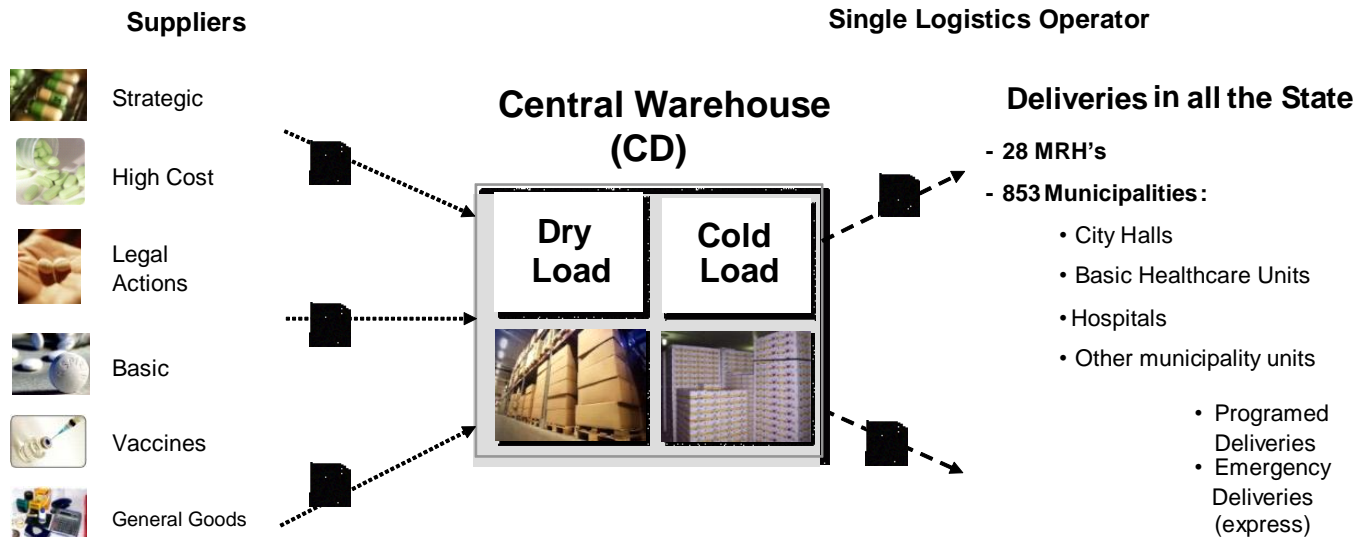 Suppliers
Single Logistics Operator
Strategic
High Cost
Legal
Actions
Basic
Vaccines
General Goods
Central Warehouse
(CD)
Dry
Load
Cold
Load
Deliveries in all the State
- 28 MRH's
- 853 Municipalities:
• City Halls
• Basic Healthcare Units
• Hospitals
• Other municipality units
• Programed
Deliveries
• Emergency
Deliveries
(express)